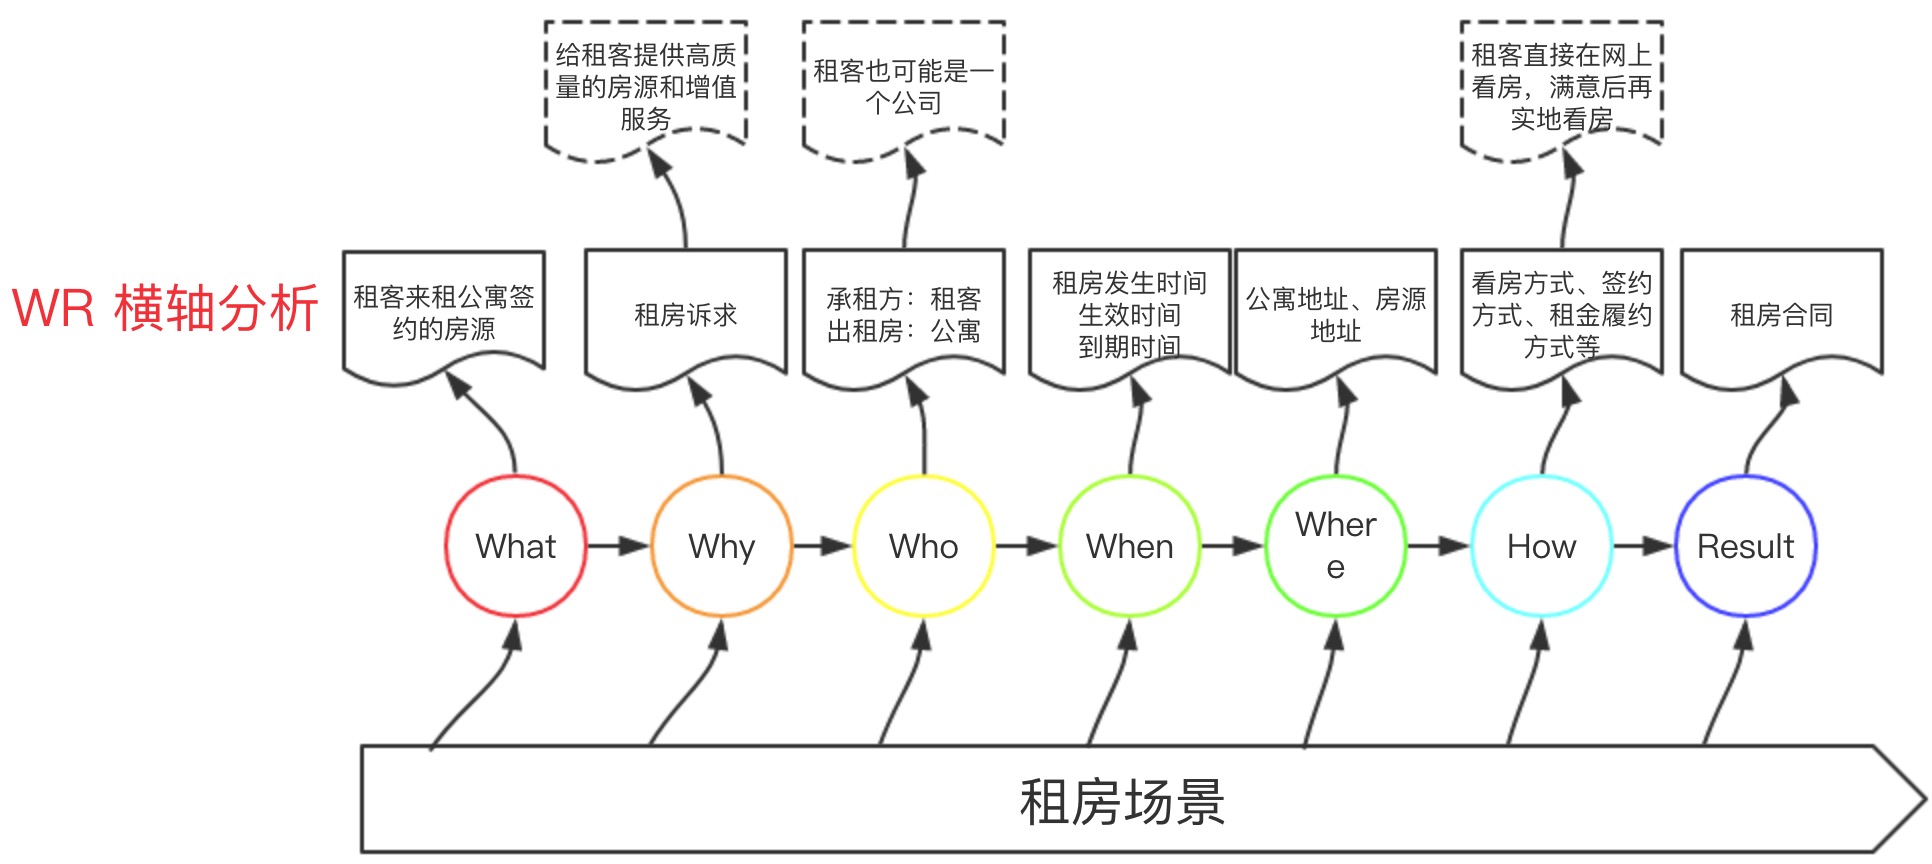 给租客提供高质
量的房源和增值
服务
租客也可能是一
个公司
租客直接在网上
看房，满意后再
实地看房
WR 横轴分析
租客来租公寓签
约的房源
租房诉求
承租方：租客
出租房：公寓
租房发生时间
生效时间
到期时间
公寓地址、房源
地址
看房方式、签约
方式、租金履约
方式等
租房合同
What
Why
Who
When
Wher
e
How
Result
租房场景